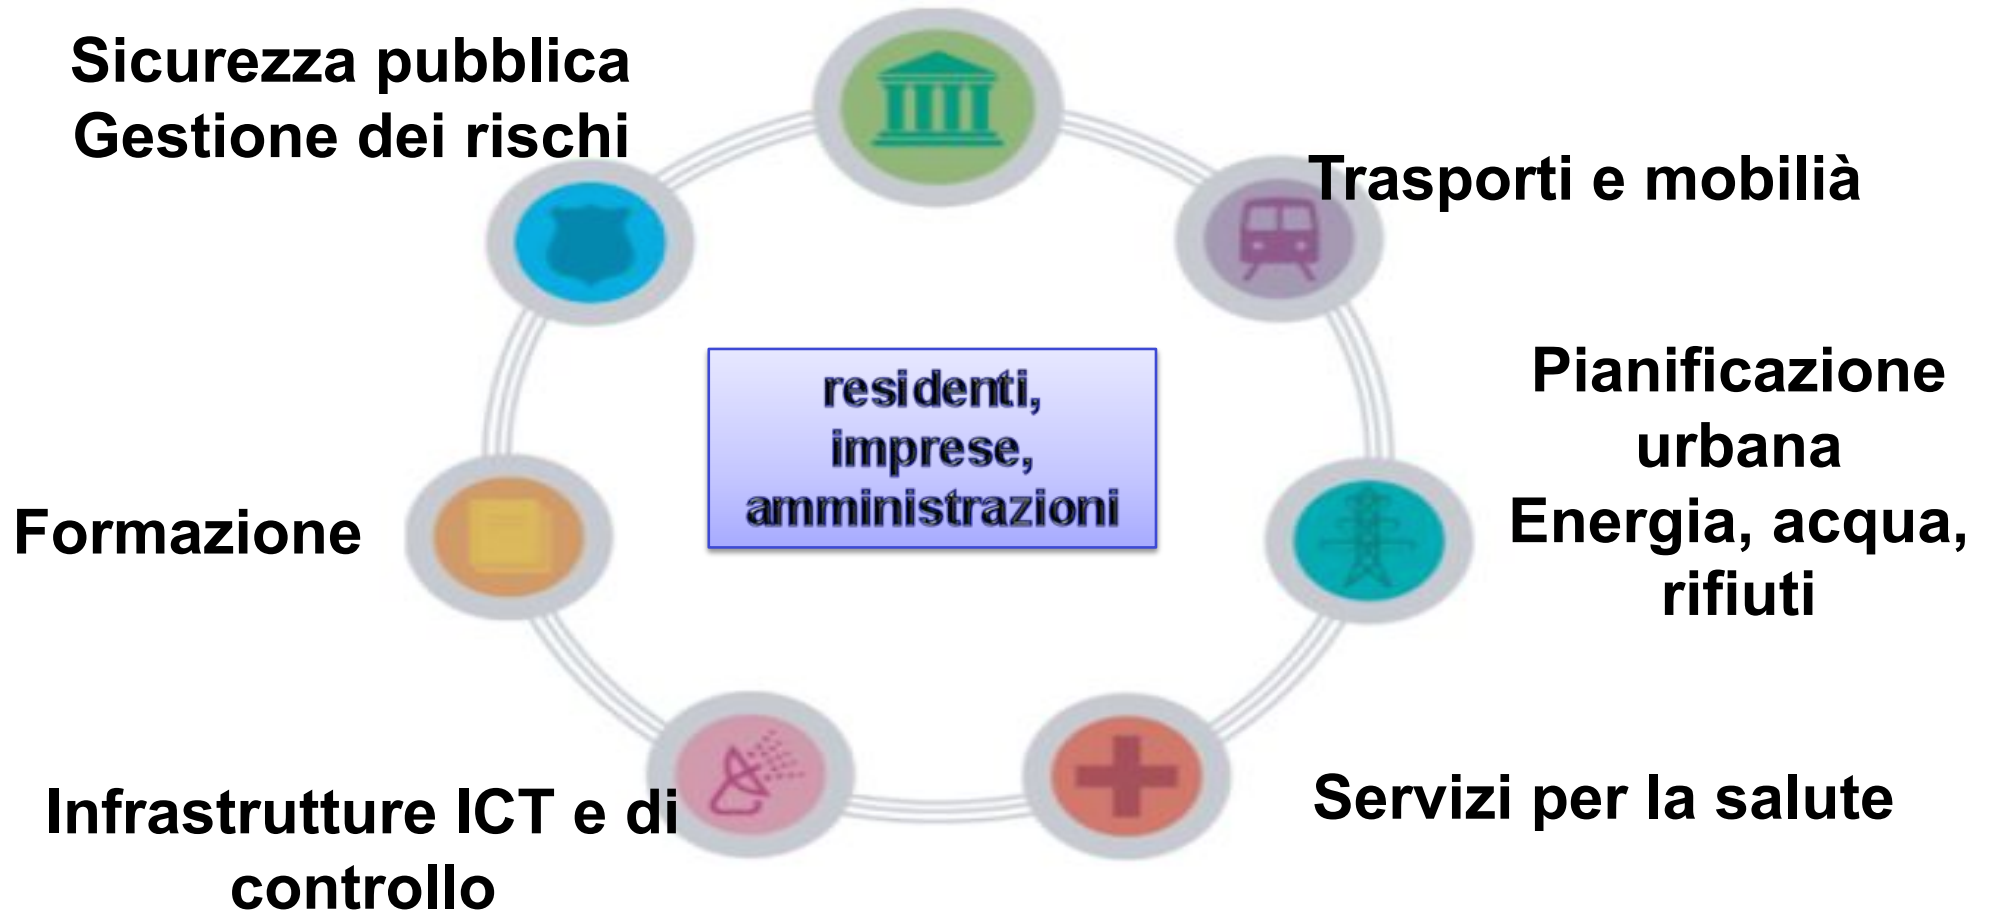 Sicurezza pubblica
Gestione dei rischi
Trasporti e mobilià
residenti,
imprese,
amministrazioni
Pianificazione
urbana
Energia, acqua,
rifiuti
Formazione
Infrastrutture ICT e di
controllo
Servizi per la salute